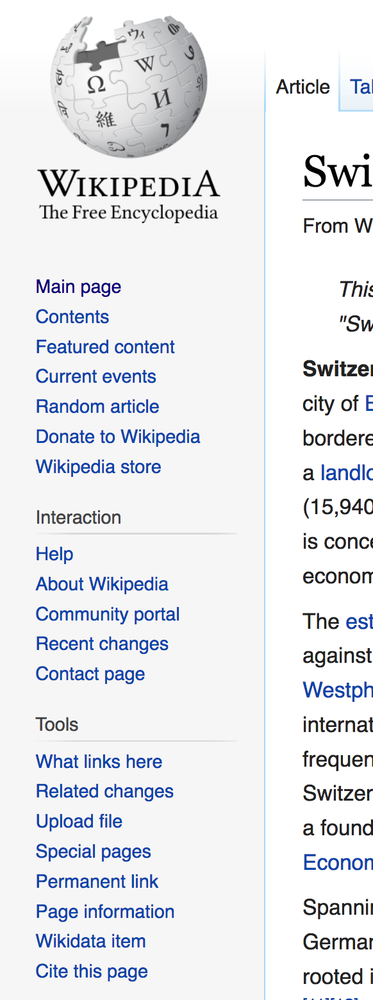 WIKIPEDIA
The Free Encyclopedia
Main page
Contents
Featured content
Current events
Random article
Donate to Wikipedia
Wikipedia store
Interaction
Help
About Wikipedia
Community portal
Recent changes
Contact page
Tools
What links here
Related changes
Upload file
Special pages
Permanent link
Page information
Wikidata item
Cite this page
Article Ta
Swi
From W
This
"Sw
Switzer
city of
bordere
a landlo
(15,940
is conce
econom
The est
against
Westph
internat
frequen
Switzer
a found
Econom
Spannin
German
rooted i